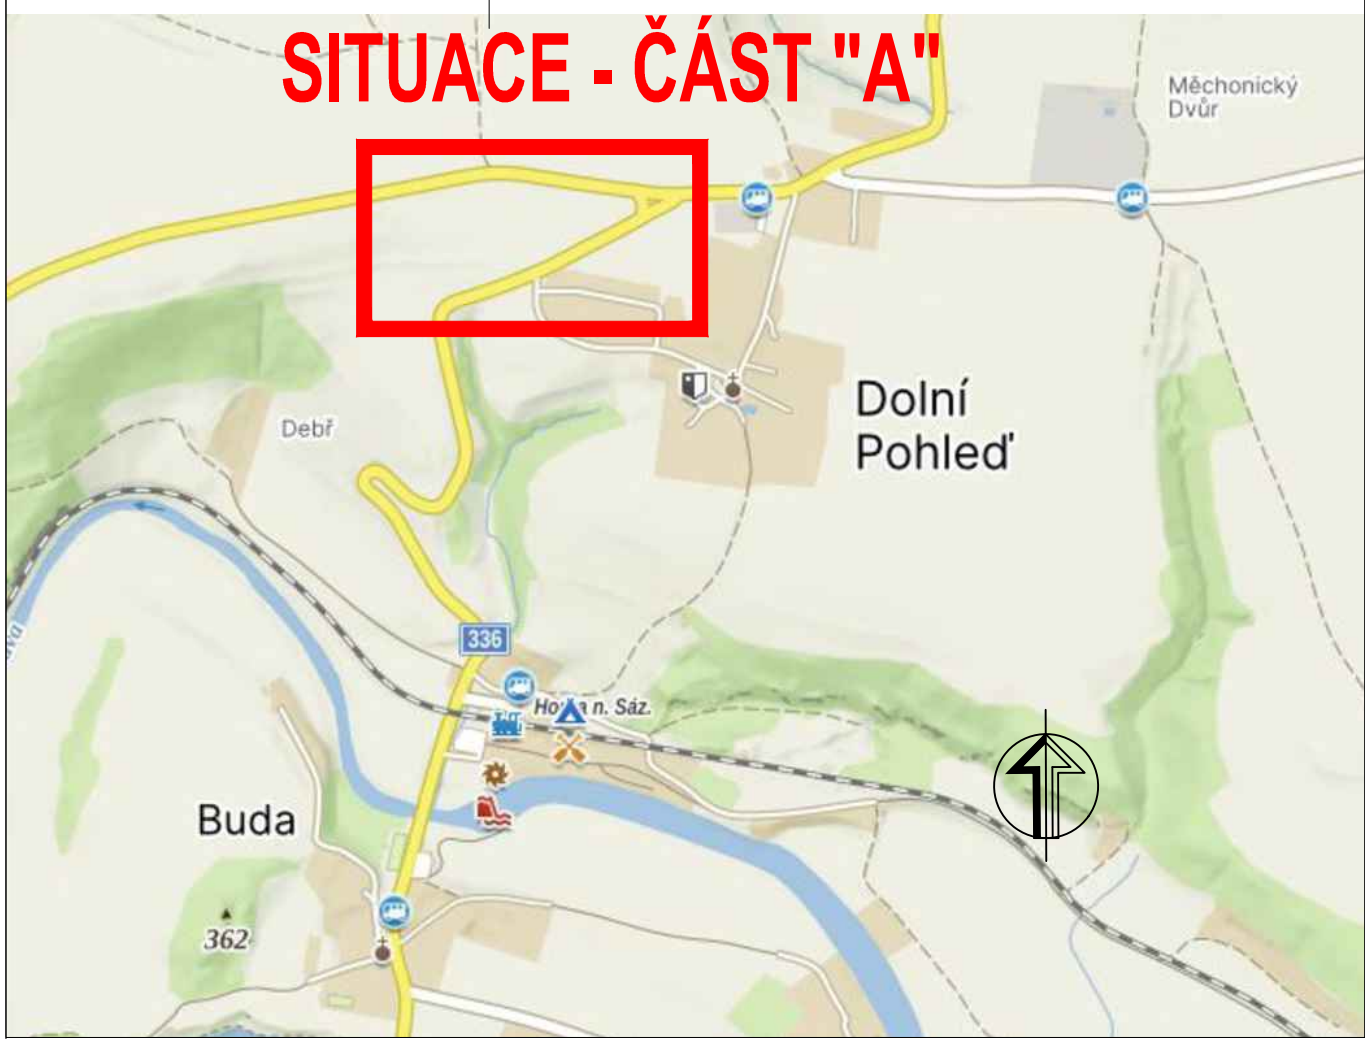 SITUACE - ČÁST "A"
Měchonický
Dvůr
Dolní
Pohleď
Debř
336
n. Sáz.
Buda
362